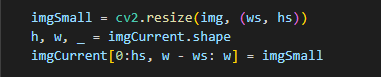 imgSmall = cv2.resize(img, (ws, hs))
h, w, _ = imgCurrent.shape
imgCurrent[0:hs, w - ws: w] = imgSmall